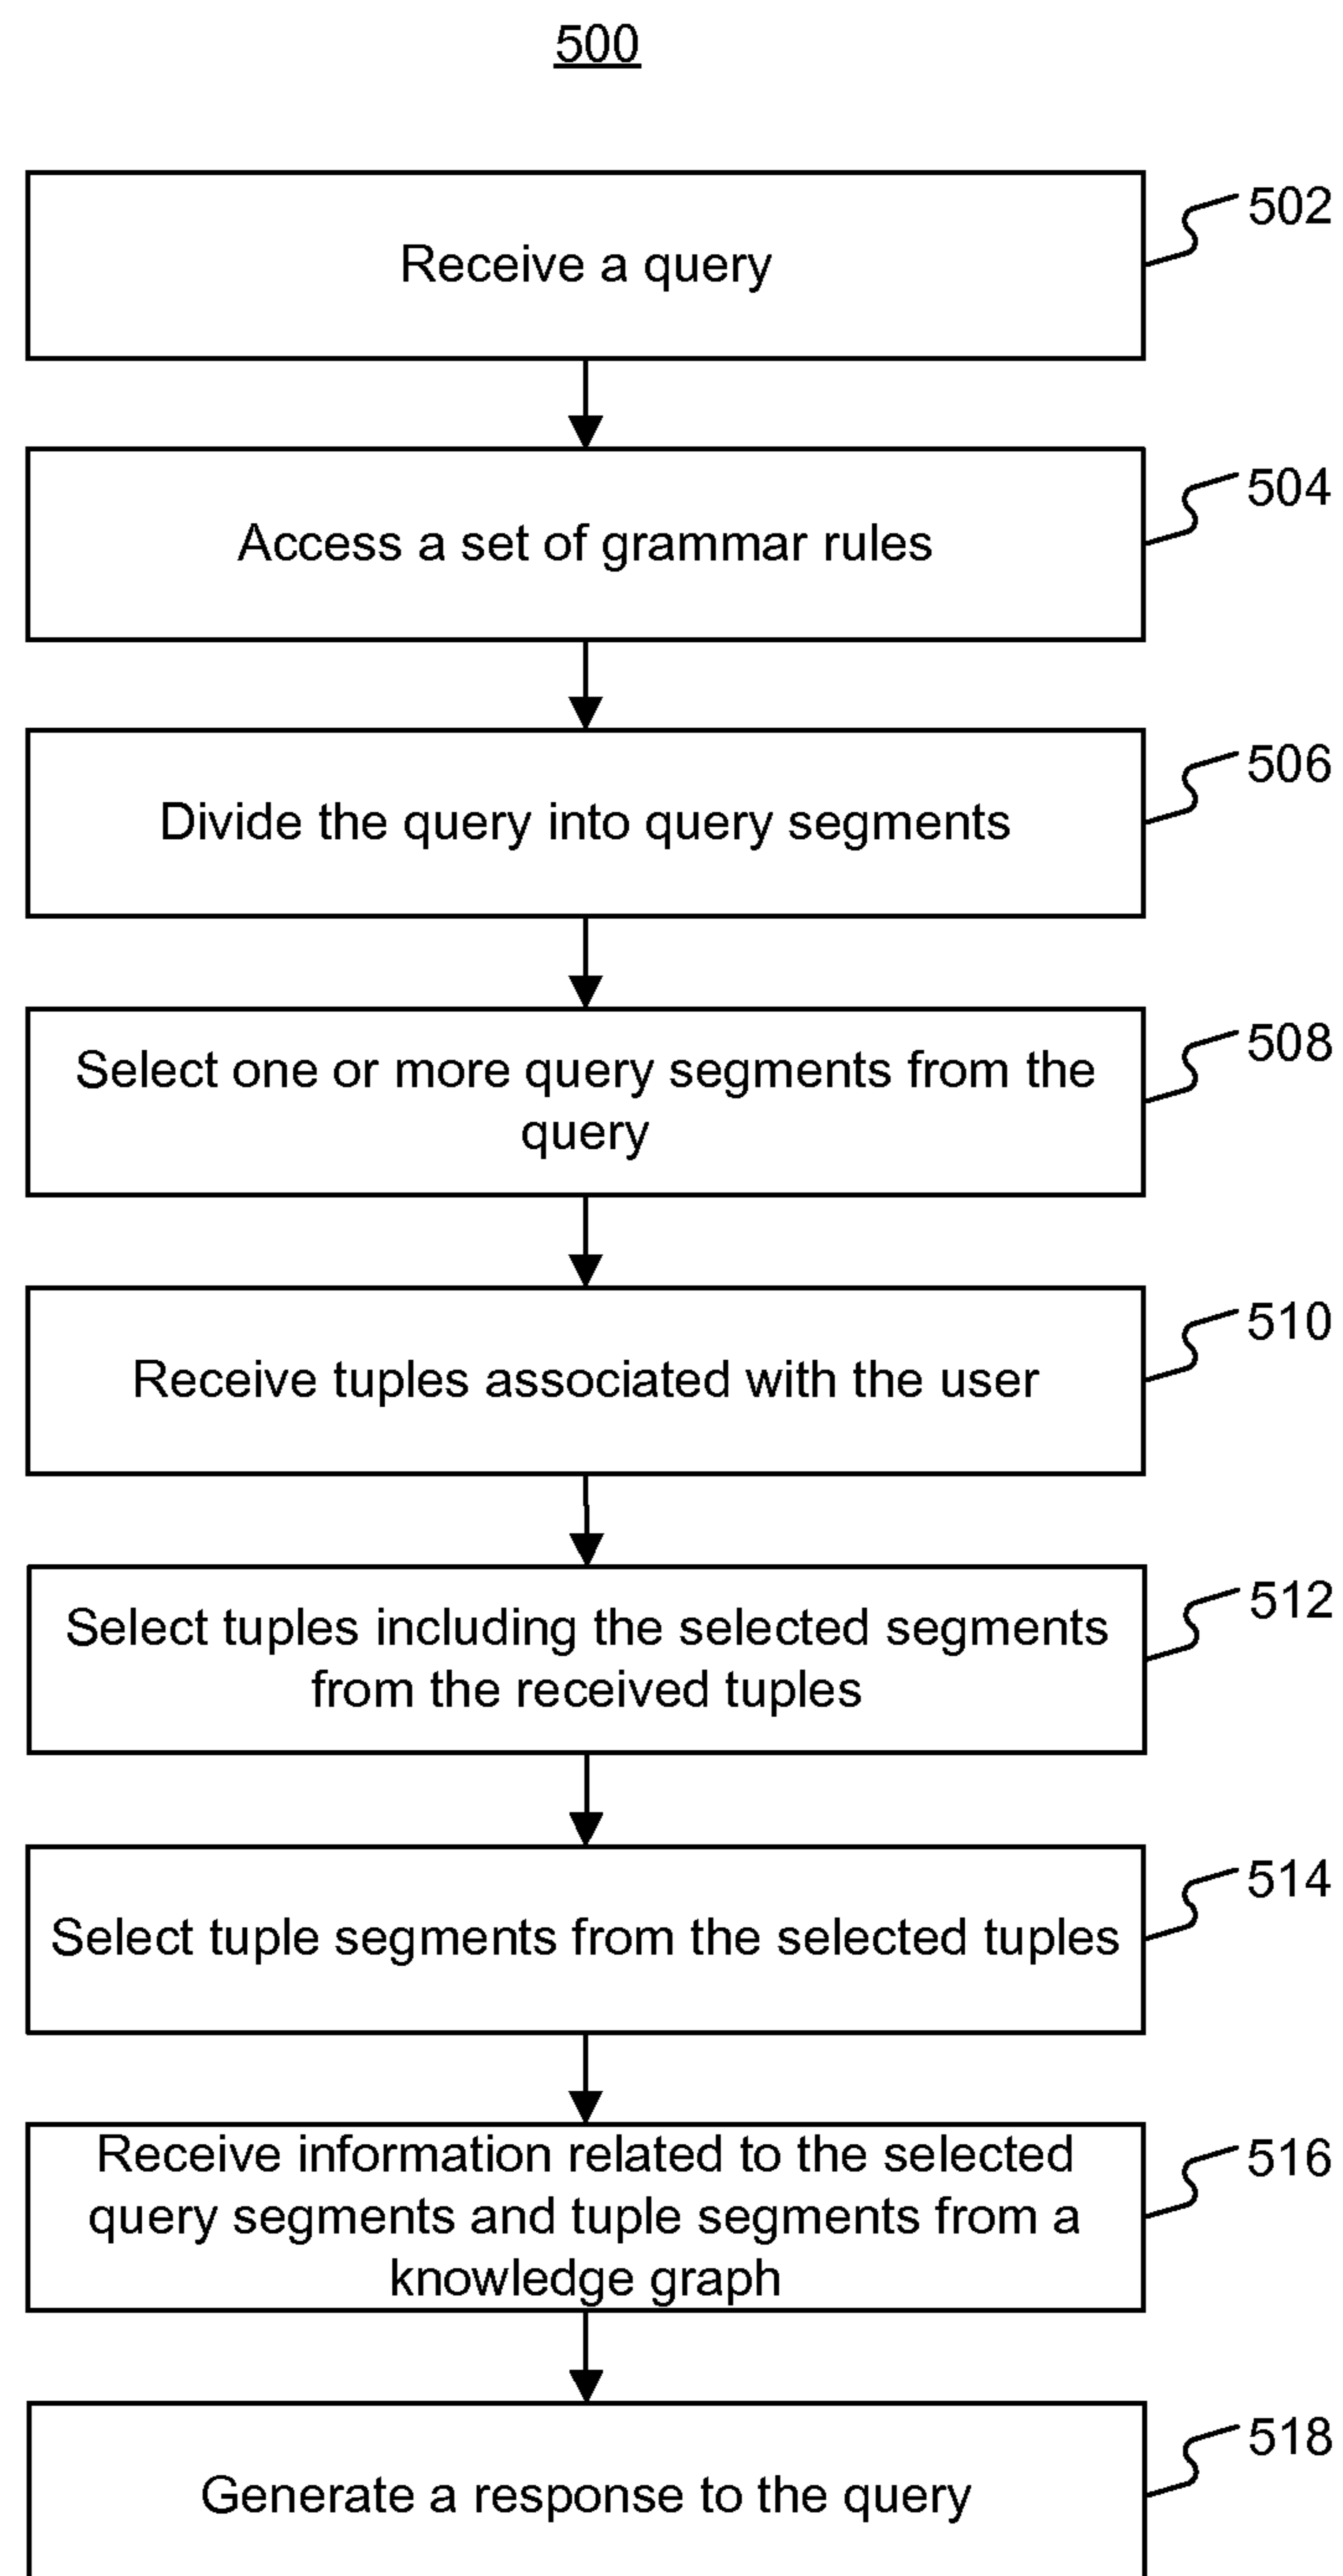 500
Receive a query
502
Access a set of grammar rules
504
Divide the query into query segments
506
Select one or more query segments from the
query
508
Receive tuples associated with the user
510
Select tuples including the selected segments
from the received tuples
512
Select tuple segments from the selected tuples
514
Receive information related to the selected
query segments and tuple segments from a
knowledge graph
516
Generate a response to the query
518